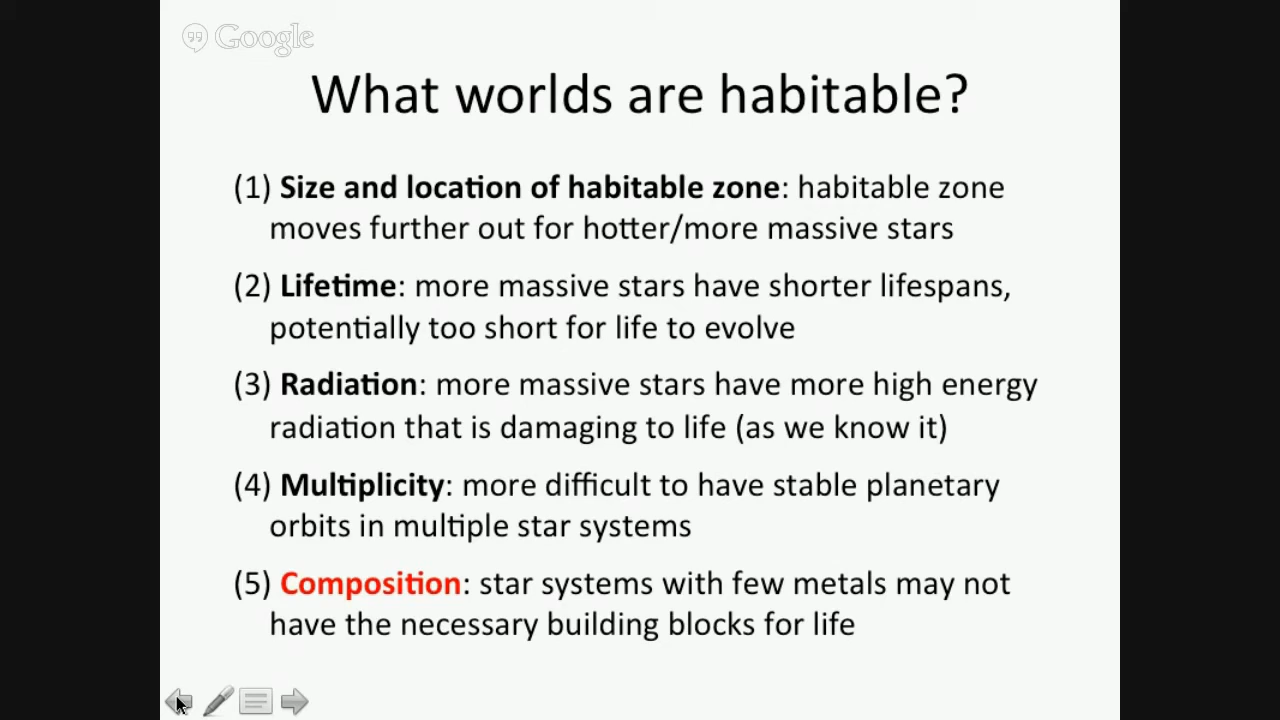 Google
What worlds are habitable?
(1) Size and location of habitable zone: habitable zone
moves further out for hotter/more massive stars
(2) Lifetime: more massive stars have shorter lifespans,
potentially too short for life to evolve
(3) Radiation: more massive stars have more high energy
radiation that is damaging to life (as we know it)
(4) Multiplicity: more difficult to have stable planetary
orbits in multiple star systems
(5) Composition: star systems with few metals may not
have the necessary building blocks for life